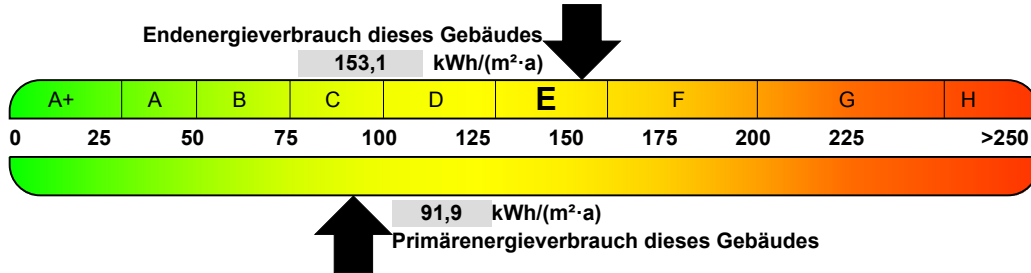 Endenergieverbrauch dieses Gebäudes
153,1 kWh/(m²·a)
A+ A B C D E F G H
0 25 50 75 100 125 150 175 200 225 >250
91,9 kWh/(m²·a)
Primärenergieverbrauch dieses Gebäudes